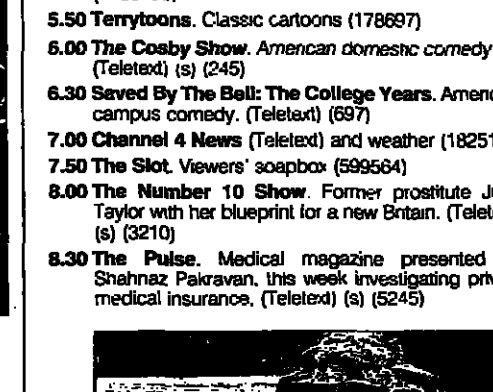 5.50 Terrytoons. Classic cartoons (178697)
6.00 The Cosby Show. American domestic comedy
(Teletext) (s) (245)
6.30 Saved By The Bell: The College Years. Americ
campus comedy. (Teletext) (697)
7.00 Channel 4 News (Teletext) and weather (18251
7.50 The Slot. Viewers' soapbox (599564)
8.00 The Number 10 Show. Former prostitute Ju
Taylor with her blueprint for a new Britain. (Telete
(s) (3210)
8.30 The Pulse. Medical magazine presented
Shahnaz Pakravan, this week investigating priv
medical insurance. (Teletext) (s) (5245)